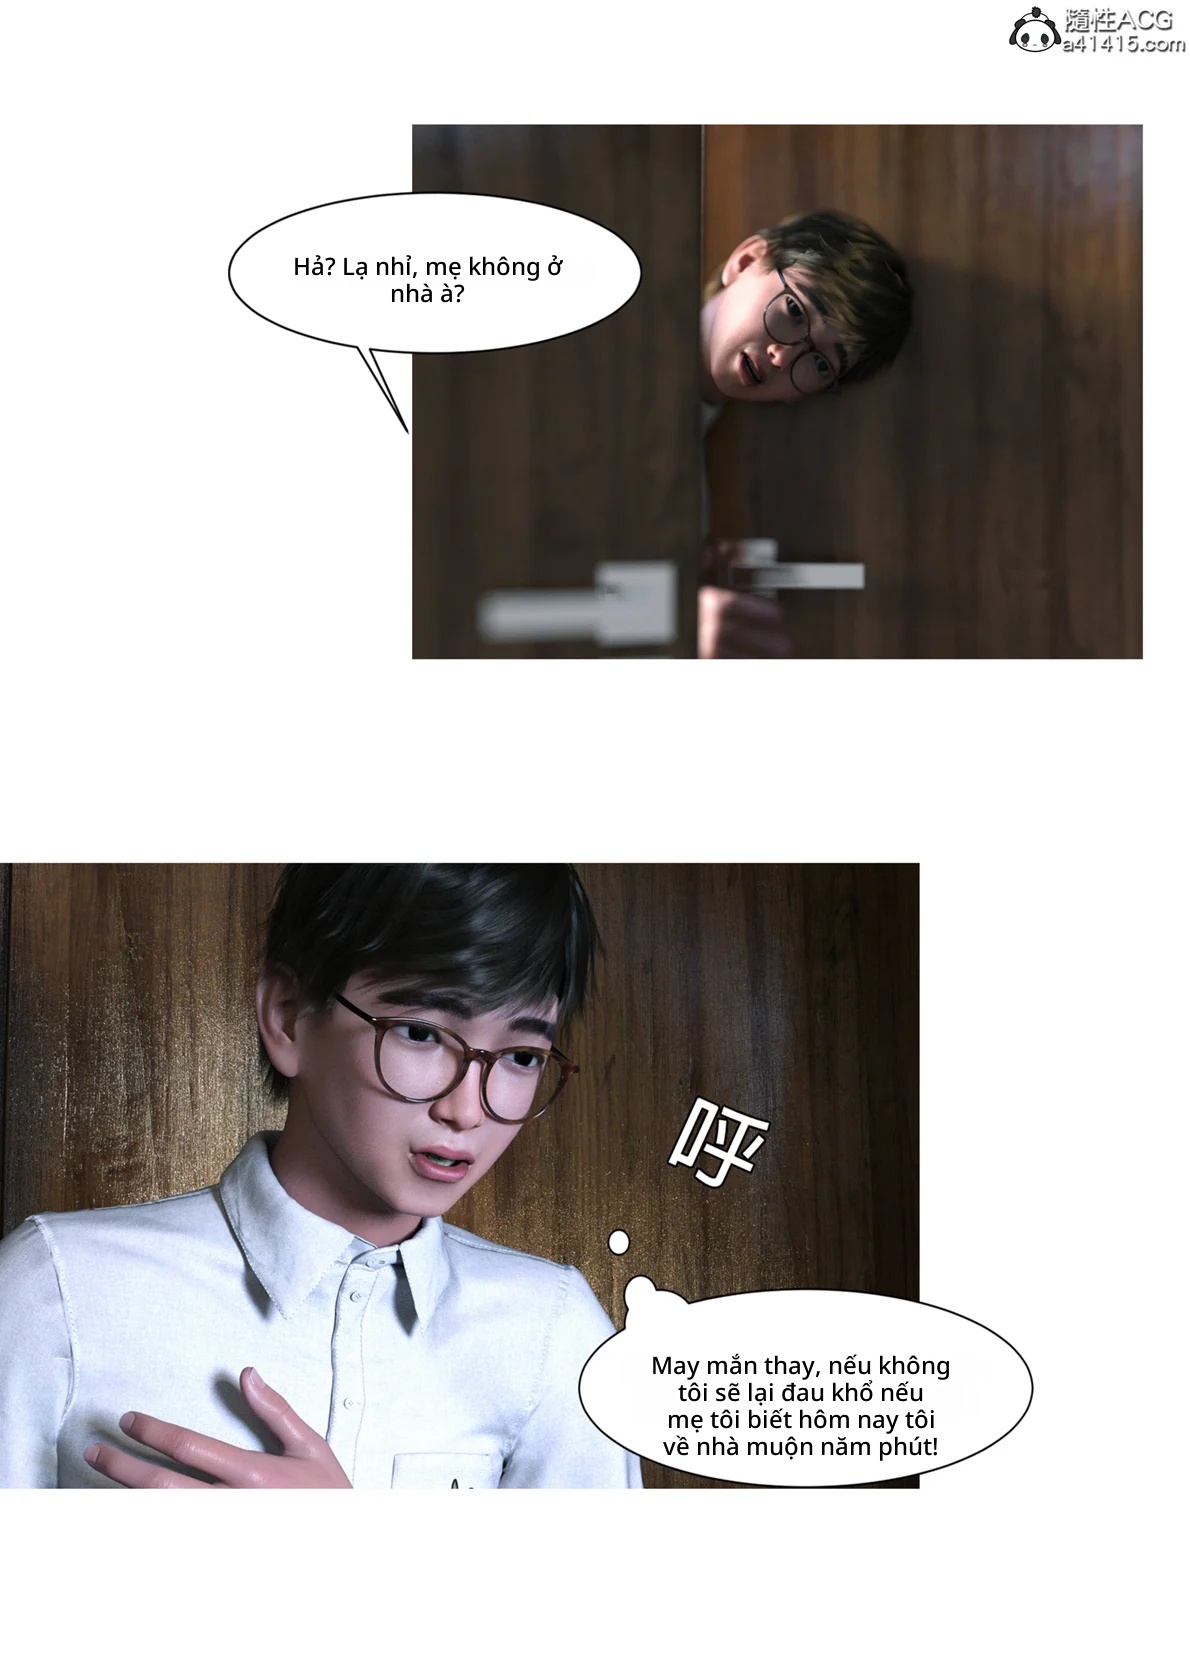 隨性ACG
a41415.com
Hả? Lạ nhỉ, mẹ không ở
nhà à?
呼
May mắn thay, nếu không
tôi sẽ lại đau khổ nếu
mẹ tôi biết hôm nay tôi
về nhà muộn năm phút!